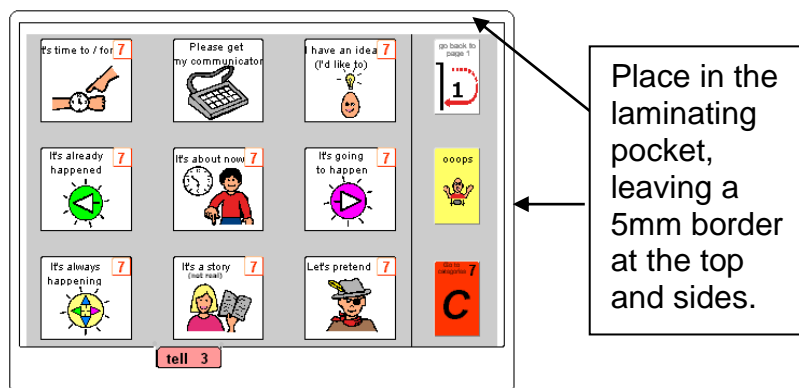 It's time to / for 7
Please get
my communicator
I have an idea 7
(I'd like to)
go back to
page 1
1
It's already 7
happened
It's about now 7
It's going 7
to happen
ooops
It's always 7
happening
It's a story 7
(not real)
Let's pretend 7
Go to
categories 7
C
tell 3
Place in the
laminating
pocket,
leaving a
5mm border
at the top
and sides.